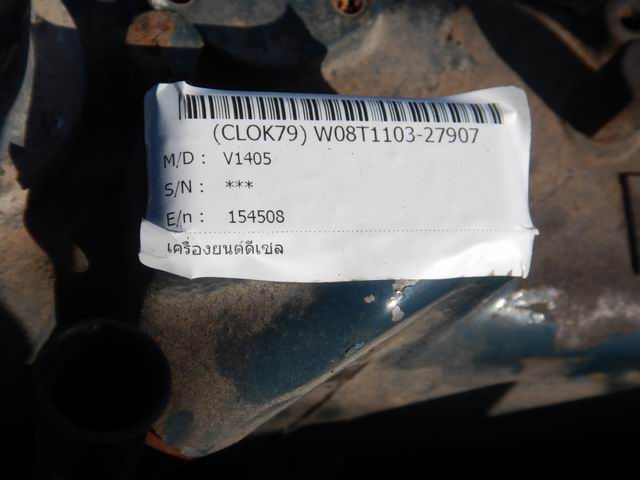 (CLOK79) W08T1103-27907
M/D : V1405
S/N : ***
E/n : 154508
เครื่องยนต์ดีเซล